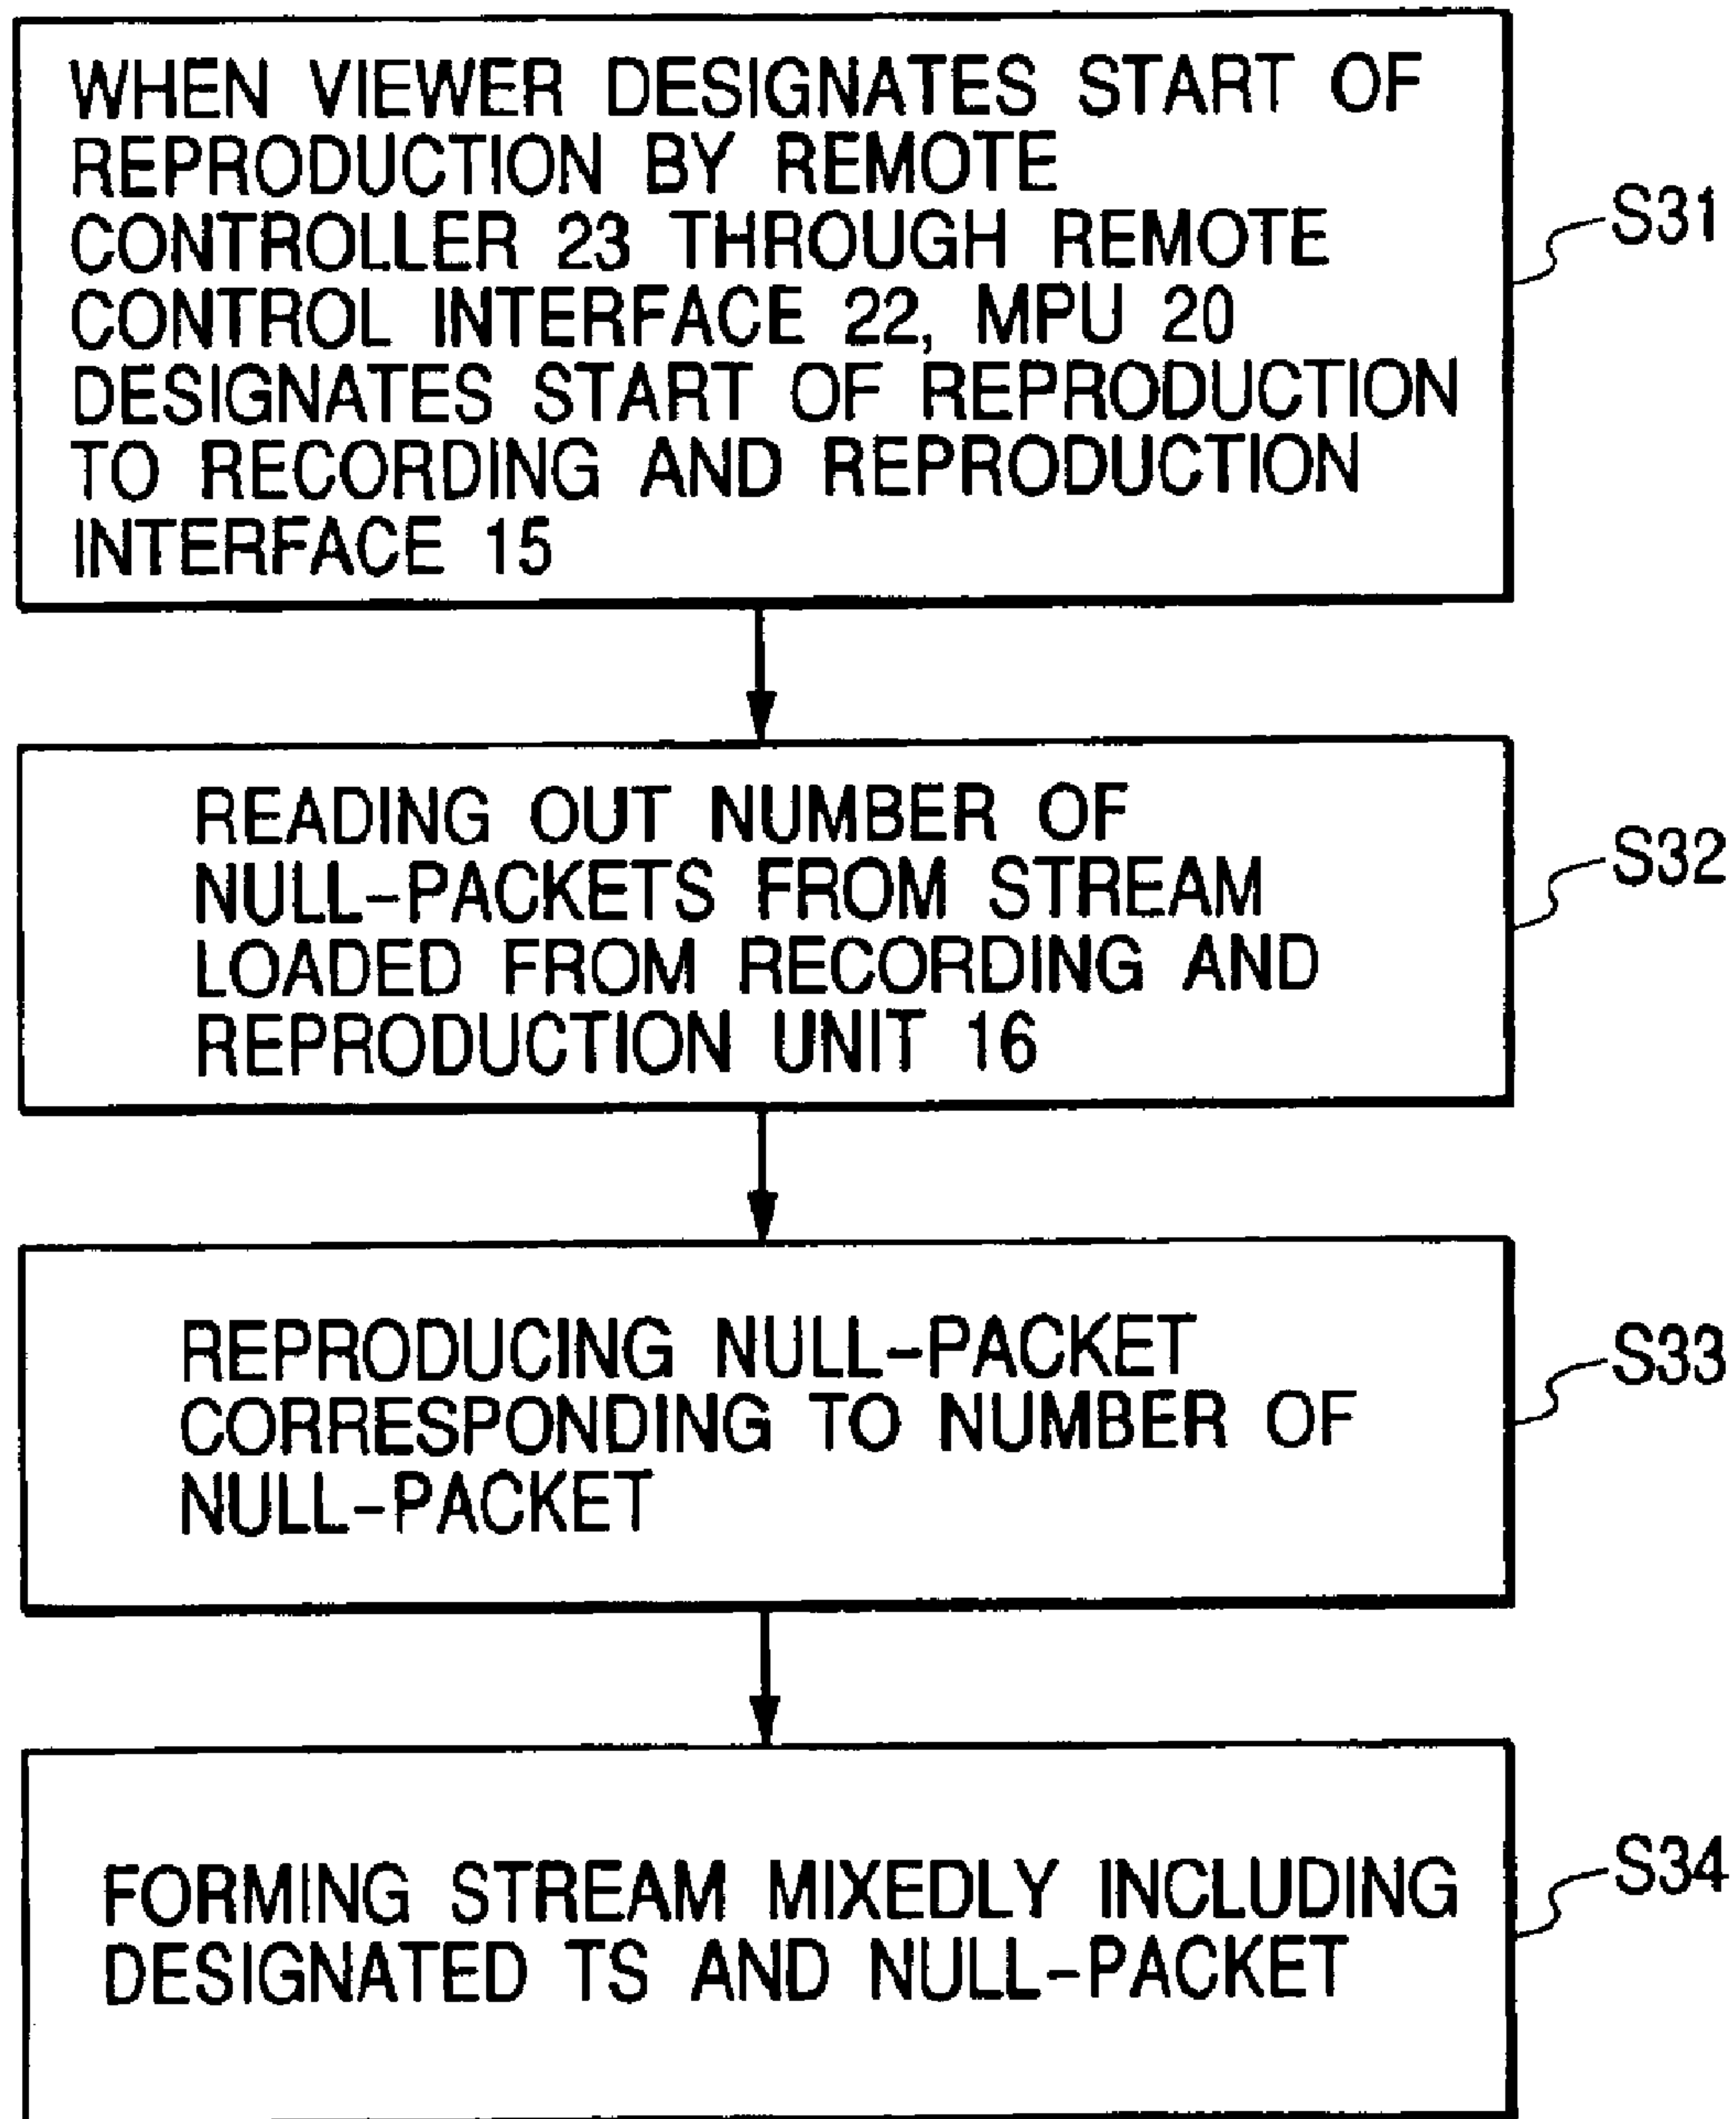 WHEN VIEWER DESIGNATES START OF
REPRODUCTION BY REMOTE
CONTROLLER 23 THROUGH REMOTE
CONTROL INTERFACE 22, MPU 20
DESIGNATES START OF REPRODUCTION
TO RECORDING AND REPRODUCTION
INTERFACE 15
S31
READING OUT NUMBER OF
NULL-PACKETS FROM STREAM
LOADED FROM RECORDING AND
REPRODUCTION UNIT 16
S32
REPRODUCING NULL-PACKET
CORRESPONDING TO NUMBER OF
NULL-PACKET
S33
FORMING STREAM MIXEDLY INCLUDING
DESIGNATED TS AND NULL-PACKET
S34